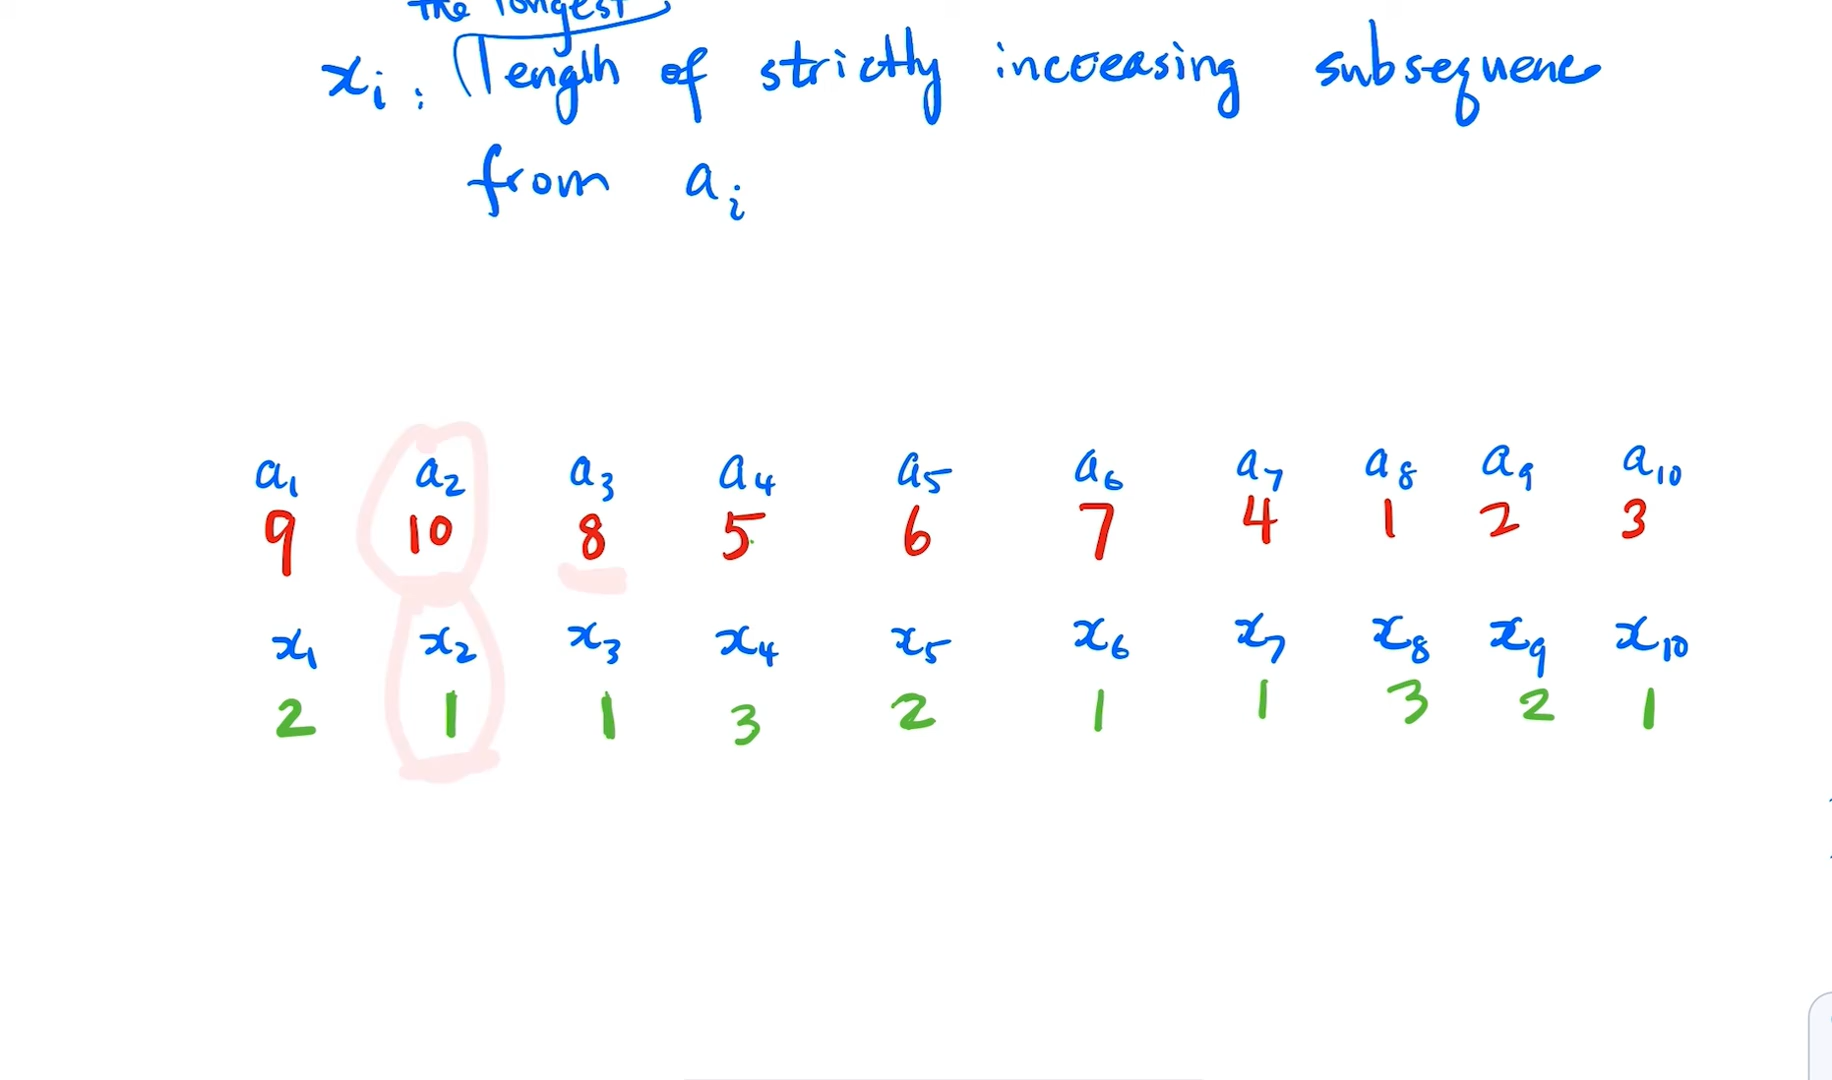 the longest
xᵢ : length of strictly increasing subsequence
from aᵢ
a₁ a₂ a₃ a₄ a₅ a₆ a₇ a₈ a₉ a₁₀
9 10 8 5 6 7 4 1 2 3
x₁ x₂ x₃ x₄ x₅ x₆ x₇ x₈ x₉ x₁₀
2 1 1 3 2 1 1 3 2 1